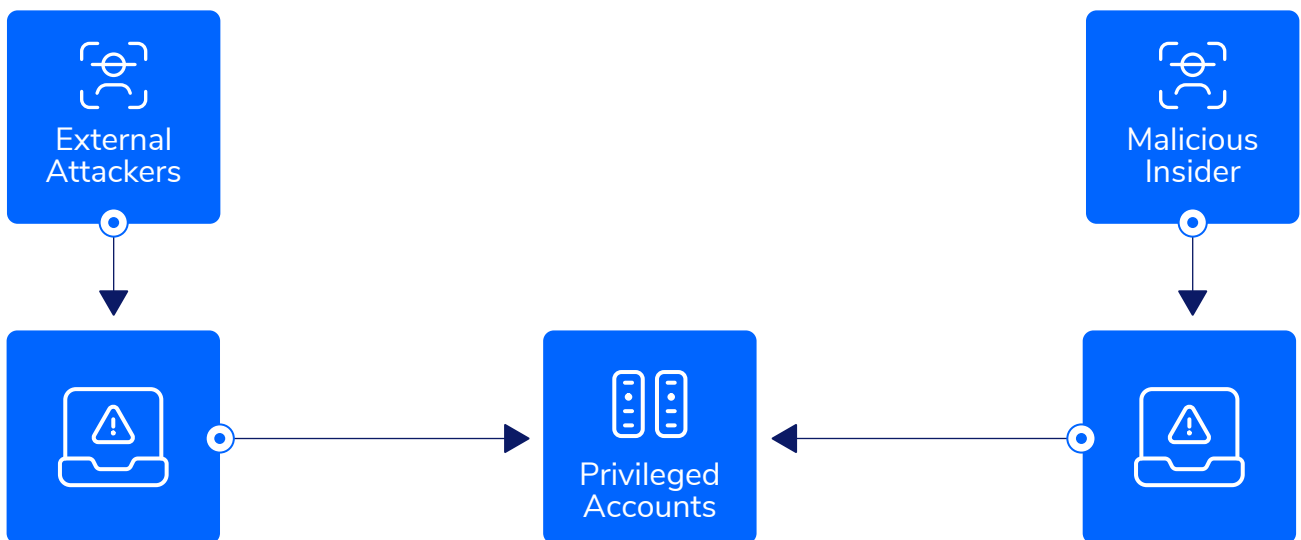 External
Attackers
Malicious
Insider
Privileged
Accounts